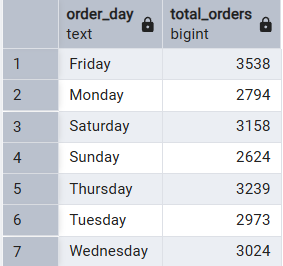 order_day total_orders
text bigint
1 Friday 3538
2 Monday 2794
3 Saturday 3158
4 Sunday 2624
5 Thursday 3239
6 Tuesday 2973
7 Wednesday 3024